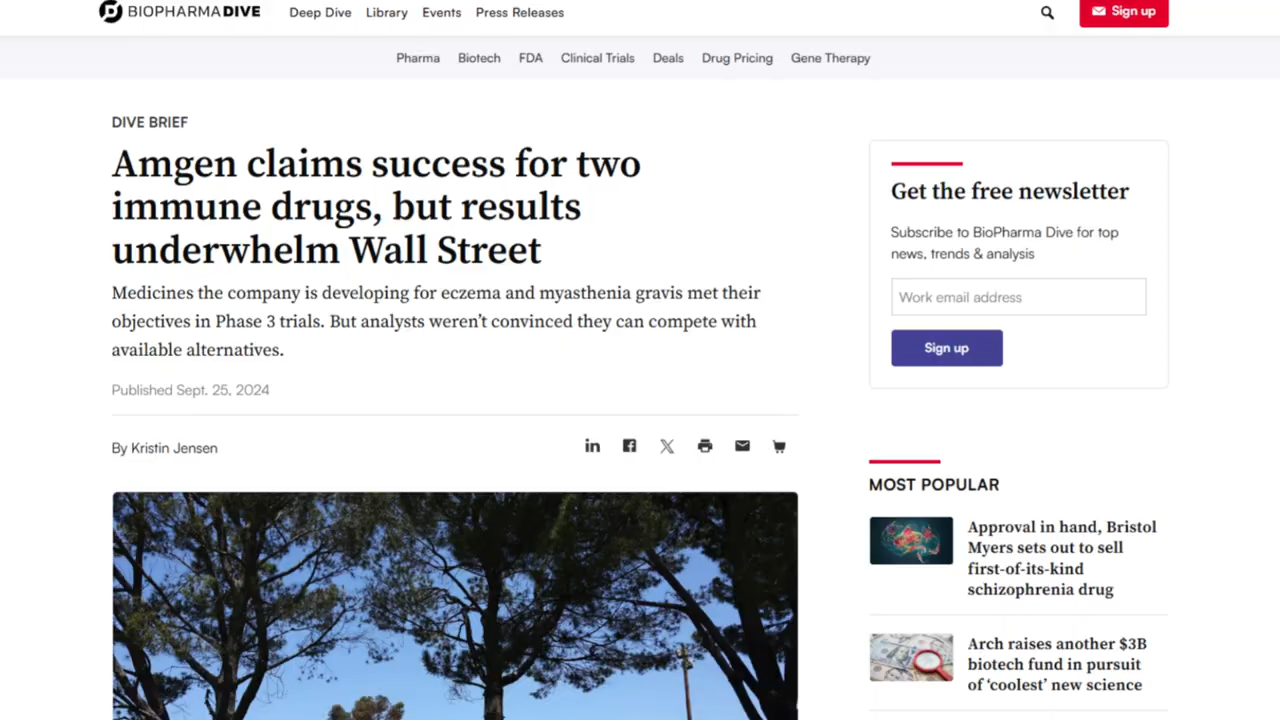 BIOPHARMA DIVE
Deep Dive
Library
Events
Press Releases
Sign up
Pharma
Biotech
FDA
Clinical Trials
Deals
Drug Pricing
Gene Therapy
DIVE BRIEF
Amgen claims success for two
immune drugs, but results
underwhelm Wall Street
Medicines the company is developing for eczema and myasthenia gravis met their
objectives in Phase 3 trials. But analysts weren’t convinced they can compete with
available alternatives.
Published Sept. 25, 2024
By Kristin Jensen
Get the free newsletter
Subscribe to BioPharma Dive for top
news, trends & analysis
Work email address
Sign up
MOST POPULAR
Approval in hand, Bristol
Myers sets out to sell
first-of-its-kind
schizophrenia drug
Arch raises another $3B
biotech fund in pursuit
of ‘coolest’ new science